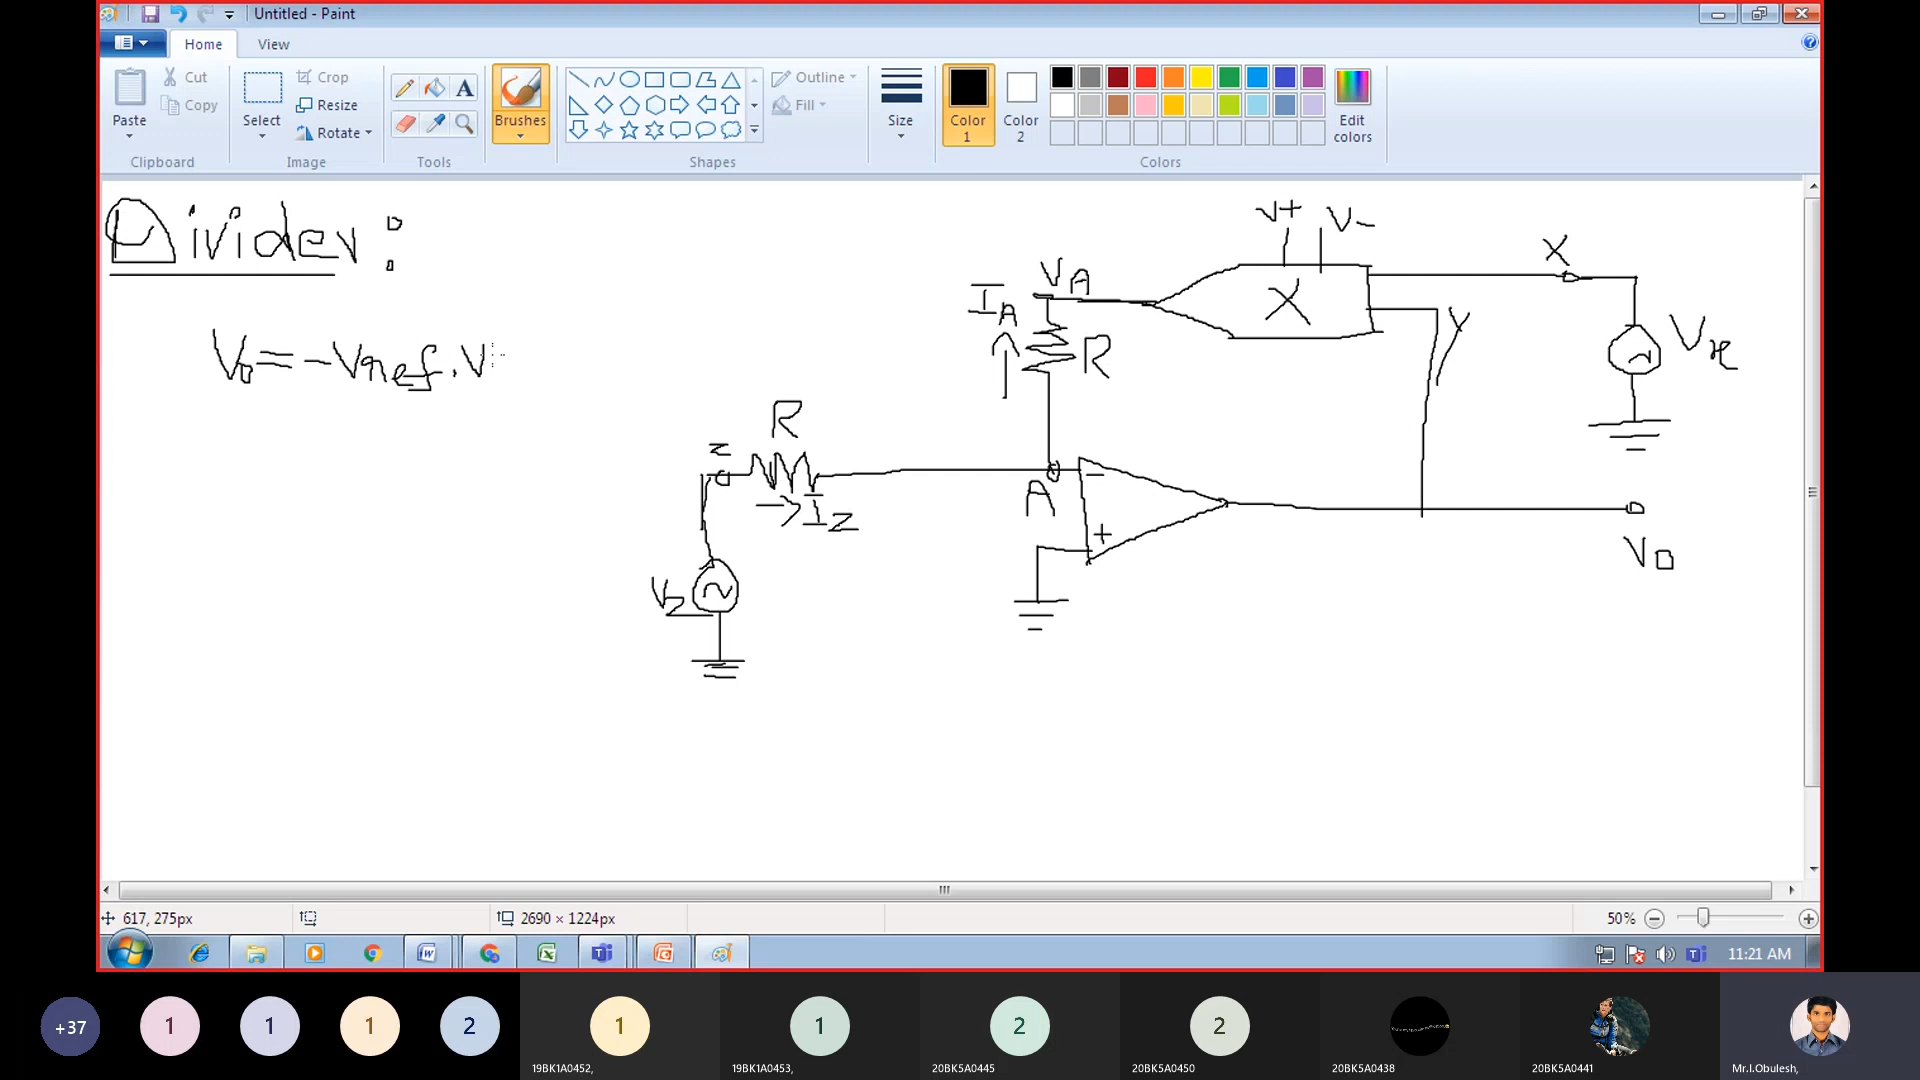 Untitled - Paint
Home View
Paste
Cut
Copy
Clipboard
Select
Crop
Resize
Rotate
Image
Tools
Brushes
Shapes
Outline
Fill
Size
Color 1
Color 2
Edit colors
Colors
Divider :
V+ V-
X
VA
IA
X
R
y
Vx
Vo = -Vref . V
R
z
Iz
A
-
+
Vo
Vz
617, 275px
2690 × 1224px
50%
11:21 AM
+37
1
1
1
2
1
1
2
2
19BK1A0452,
19BK1A0453,
20BK5A0445
20BK5A0450
20BK5A0438
20BK5A0441
Mr.I.Obulesh,